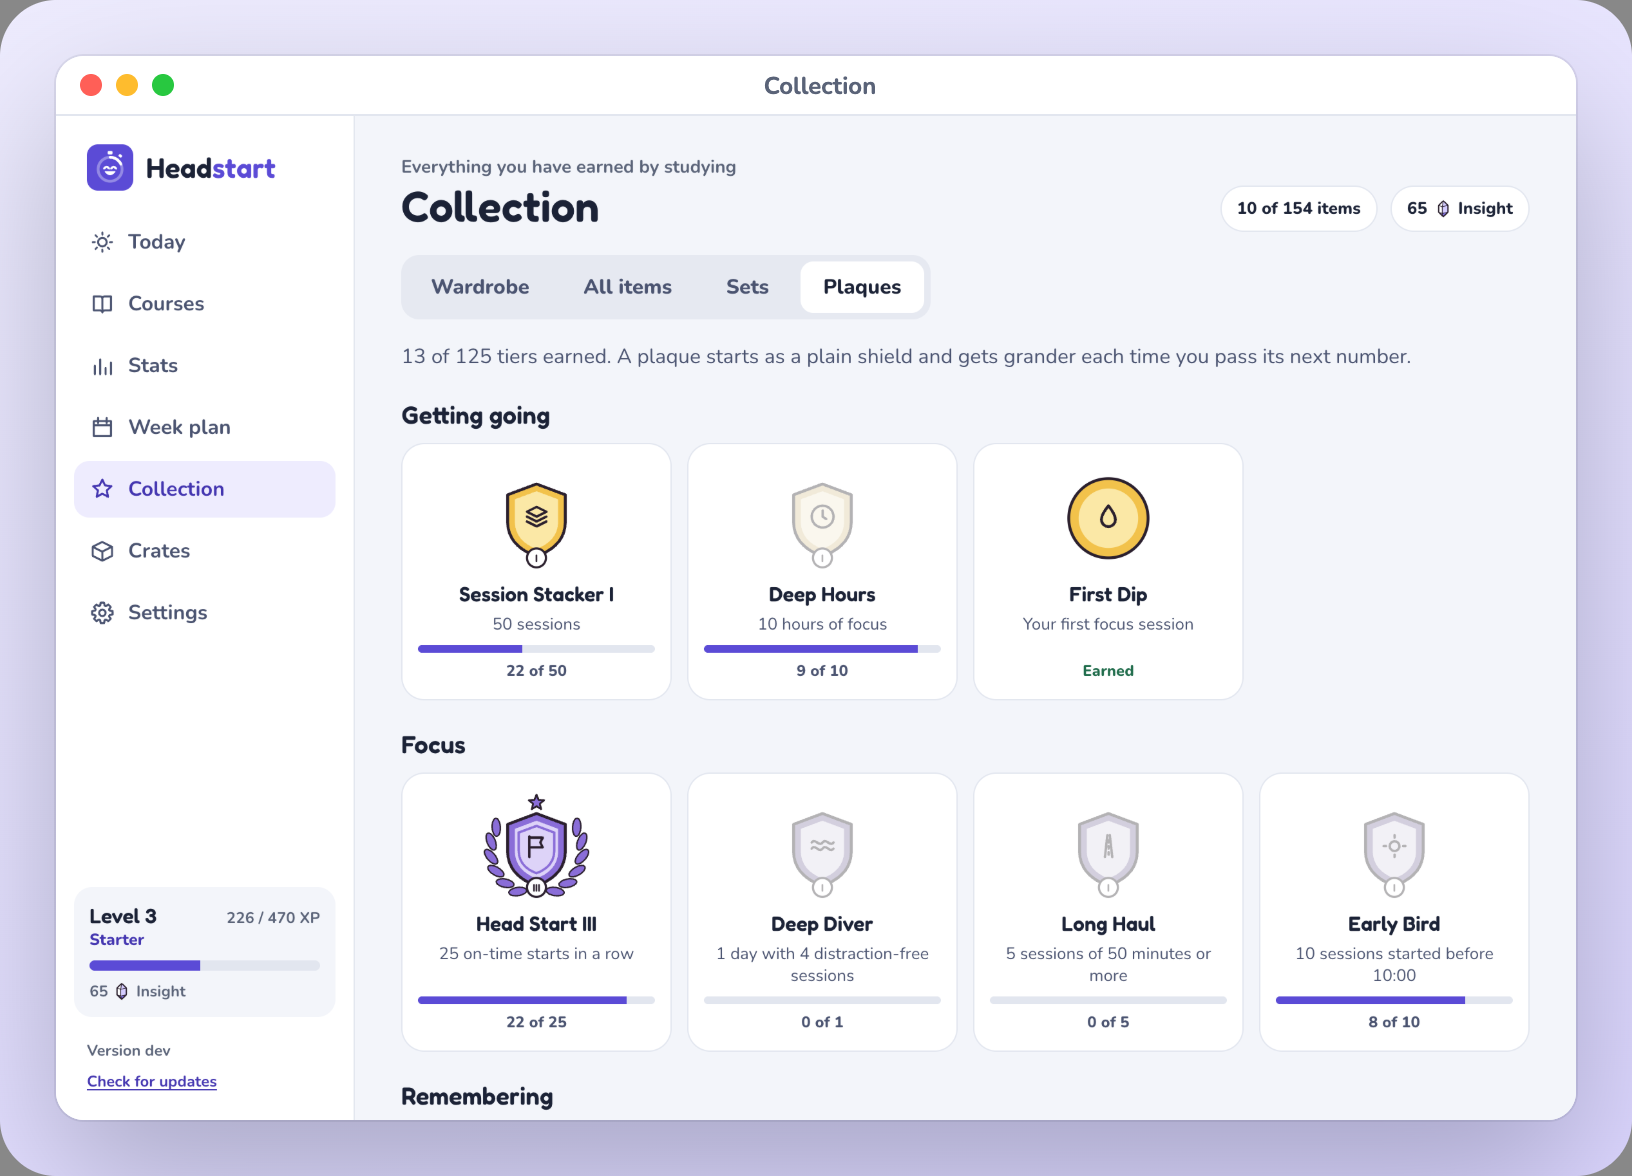 Collection
Headstart
Today
Courses
Stats
Week plan
Collection
Crates
Settings
Level 3
226 / 470 XP
Starter
65 Insight
Version dev
Check for updates
Everything you have earned by studying
Collection
10 of 154 items
65 Insight
Wardrobe
All items
Sets
Plaques
13 of 125 tiers earned. A plaque starts as a plain shield and gets grander each time you pass its next number.
Getting going
I
Session Stacker I
50 sessions
22 of 50
I
Deep Hours
10 hours of focus
9 of 10
First Dip
Your first focus session
Earned
Focus
III
Head Start III
25 on-time starts in a row
22 of 25
I
Deep Diver
1 day with 4 distraction-free
sessions
0 of 1
I
Long Haul
5 sessions of 50 minutes or
more
0 of 5
I
Early Bird
10 sessions started before
10:00
8 of 10
Remembering